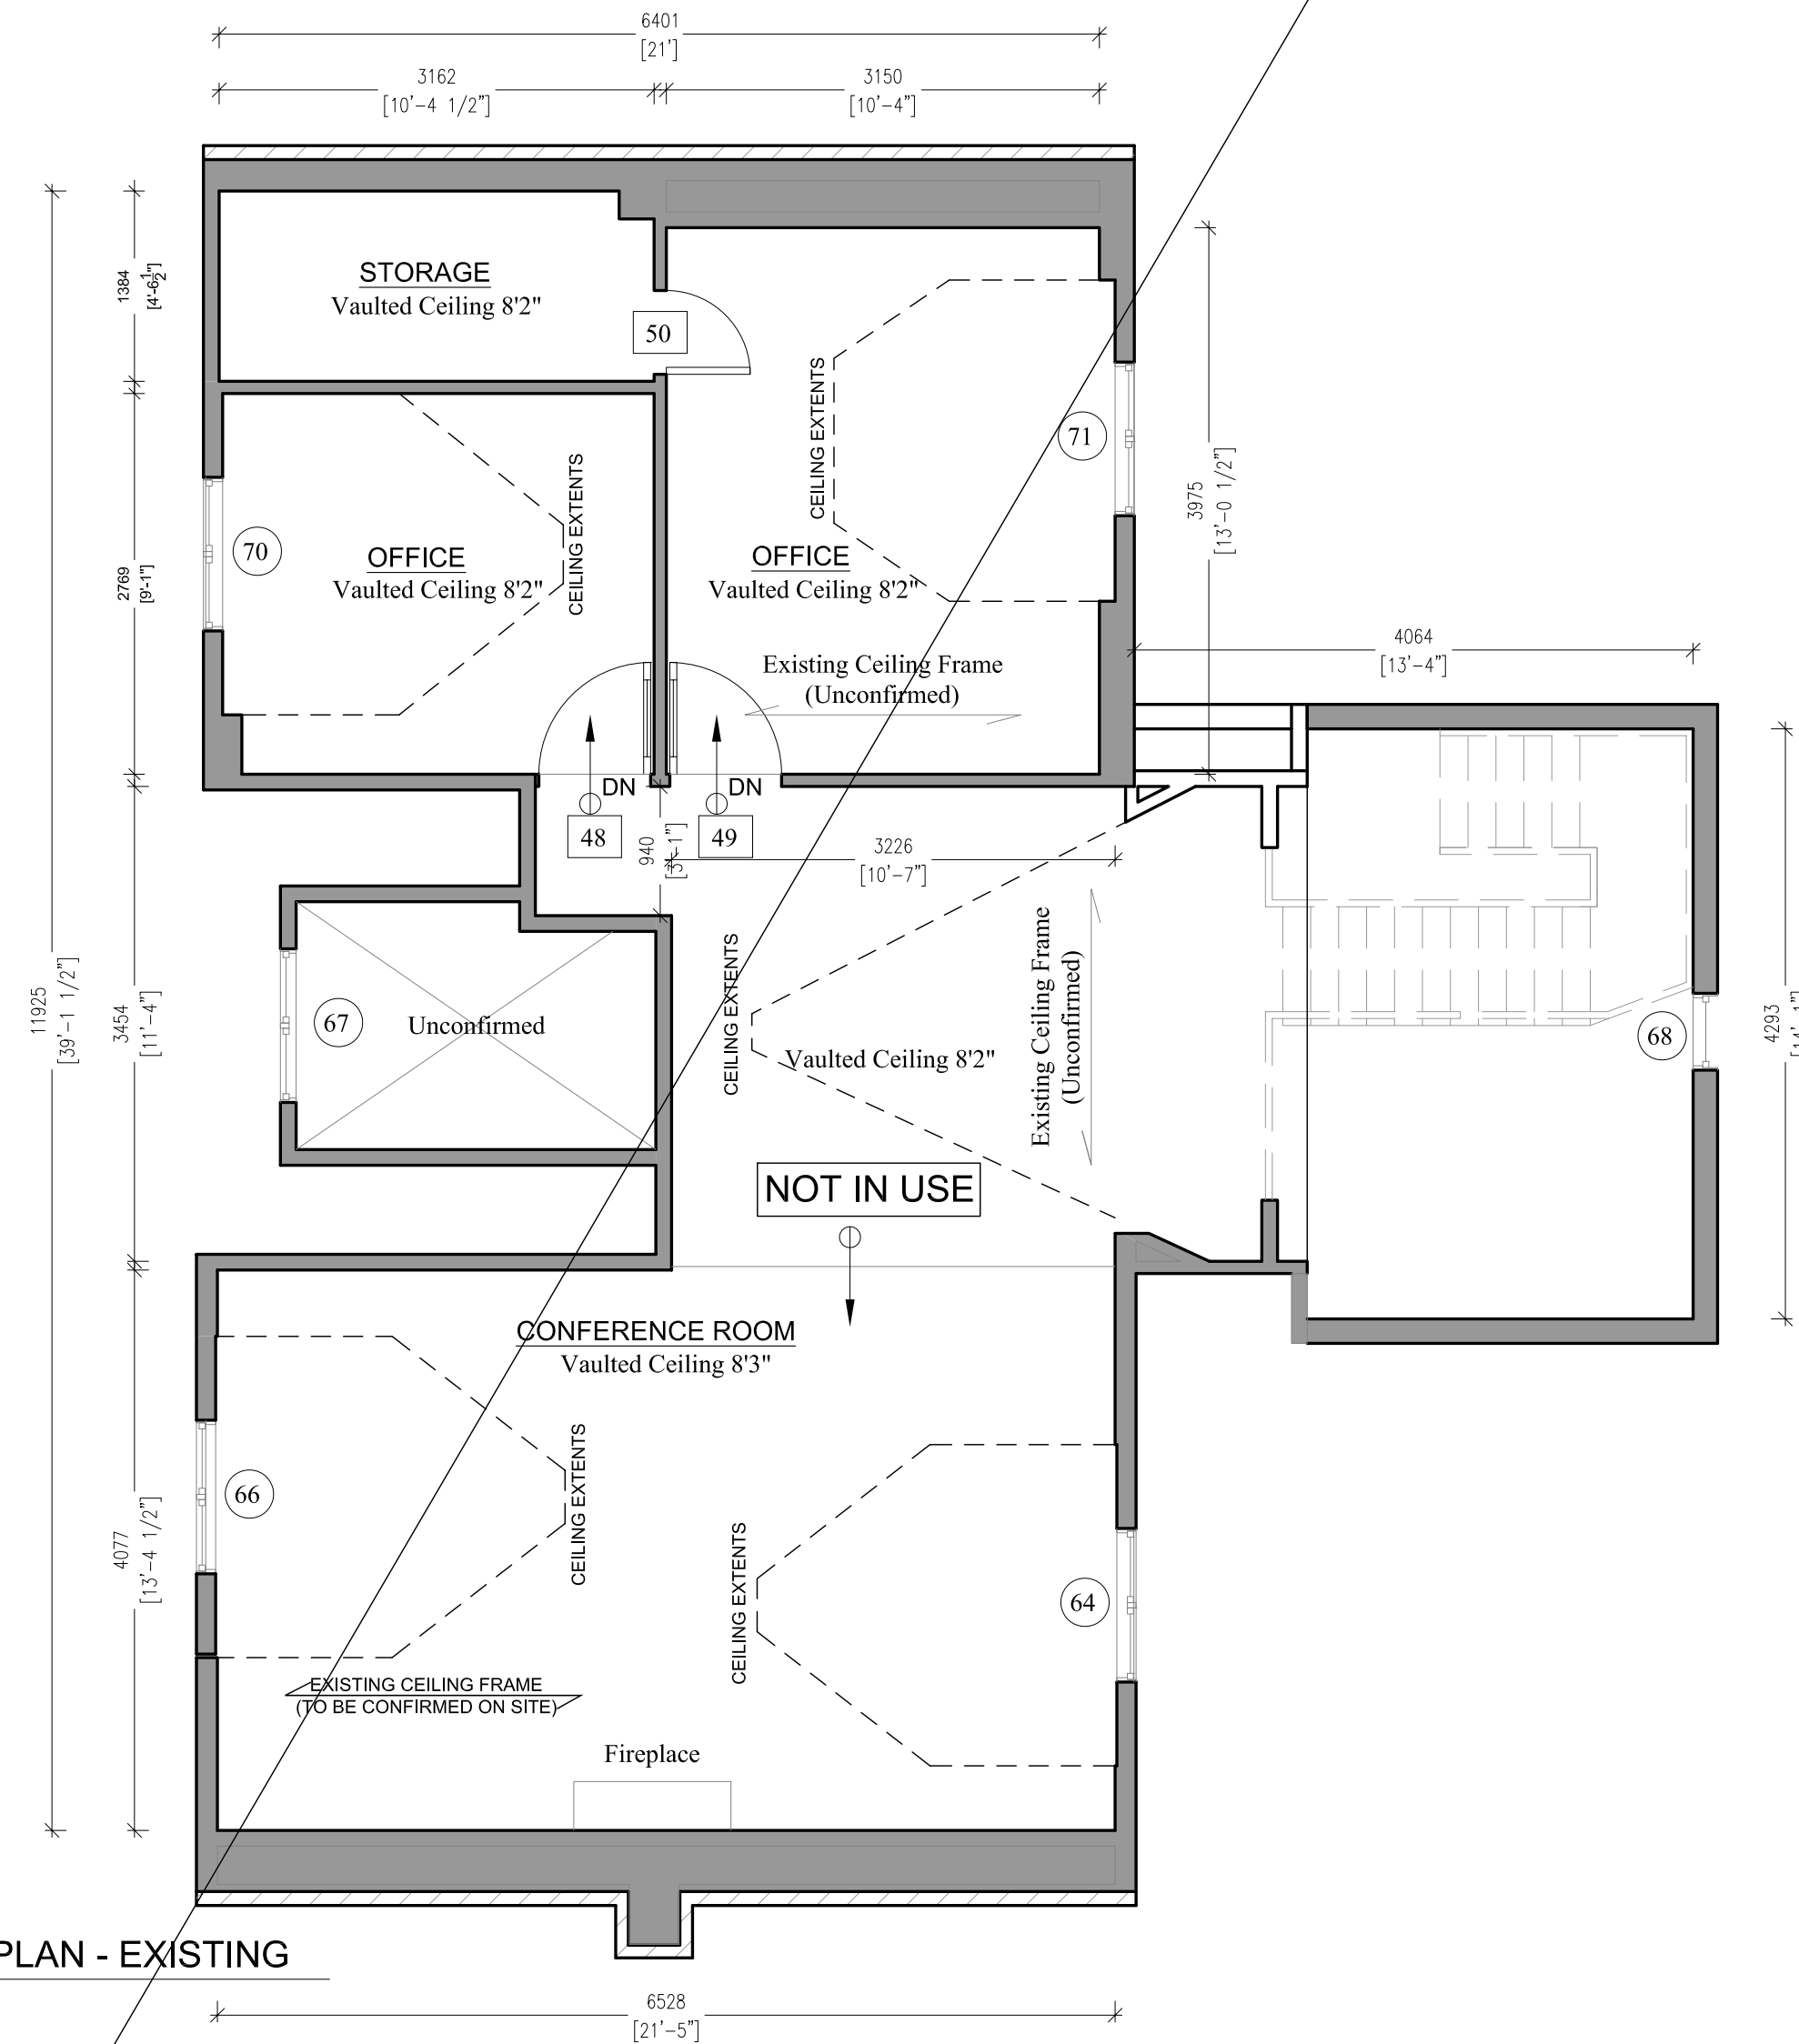 6401
[21']
3162
[10'-4 1/2"]
3150
[10'-4"]
STORAGE
Vaulted Ceiling 8'2"
1384
[4'-6 1/2"]
50
CEILING EXTENTS
71
3975
[13'-0 1/2"]
2769
[9'-1"]
70
OFFICE
Vaulted Ceiling 8'2"
CEILING EXTENTS
OFFICE
Vaulted Ceiling 8'2"
Existing Ceiling Frame
(Unconfirmed)
4064
[13'-4"]
DN
DN
48
49
940
[3'-1"]
3226
[10'-7"]
11925
[39'-1 1/2"]
3454
[11'-4"]
67
Unconfirmed
CEILING EXTENTS
Vaulted Ceiling 8'2"
Existing Ceiling Frame
(Unconfirmed)
68
4293
[14'-1"]
NOT IN USE
CONFERENCE ROOM
Vaulted Ceiling 8'3"
4077
[13'-4 1/2"]
66
CEILING EXTENTS
CEILING EXTENTS
64
EXISTING CEILING FRAME
(TO BE CONFIRMED ON SITE)
Fireplace
PLAN - EXISTING
6528
[21'-5"]